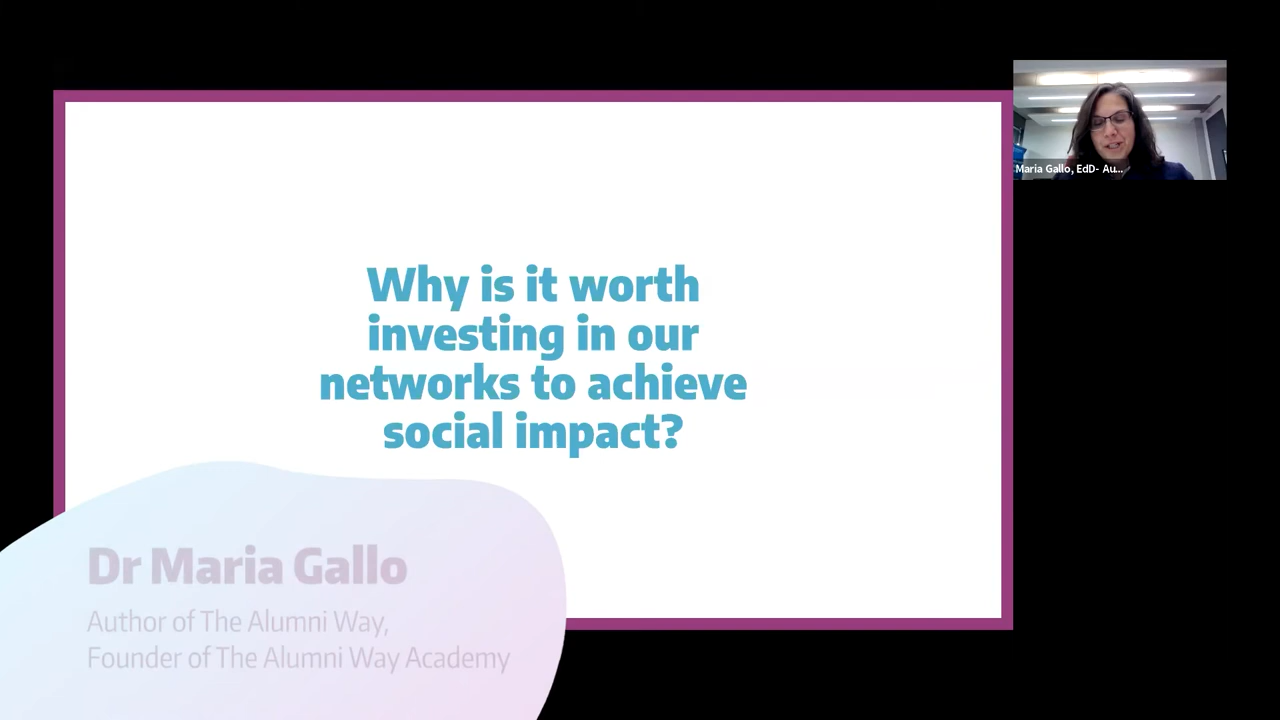 Why is it worth
investing in our
networks to achieve
social impact?
Maria Gallo, EdD- Au...
Dr Maria Gallo
Author of The Alumni Way,
Founder of The Alumni Way Academy